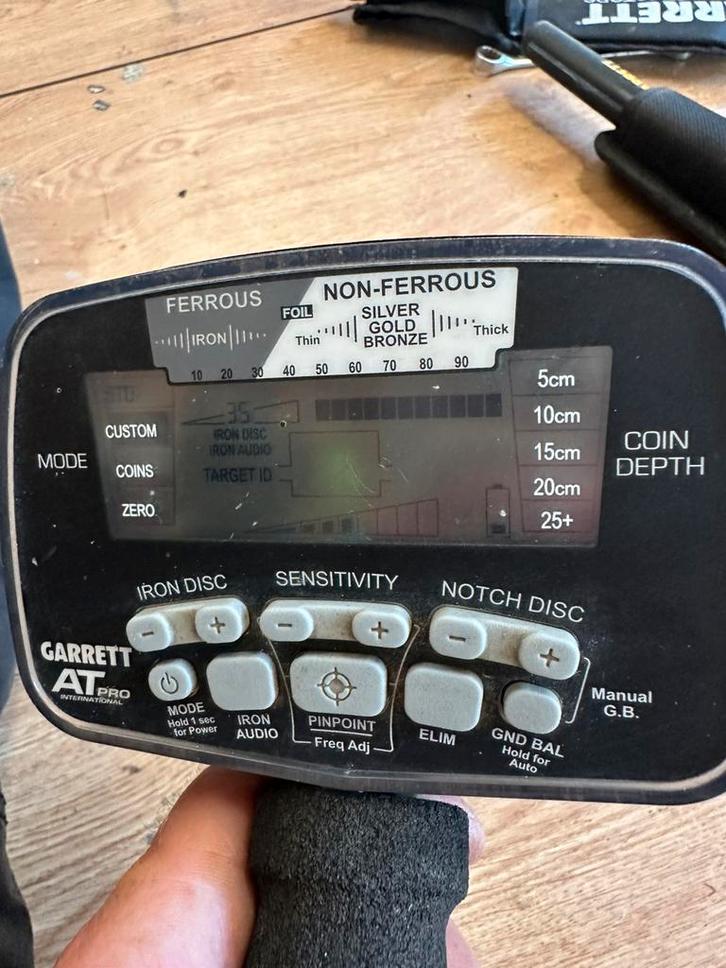 GARRETT
FERROUS
NON-FERROUS
IRON
FOIL
Thin
SILVER
GOLD
BRONZE
Thick
10 20 30 40 50 60 70 80 90
MODE
STD
CUSTOM
COINS
ZERO
35
IRON DISC
IRON AUDIO
TARGET ID
5cm
10cm
15cm
20cm
25+
COIN
DEPTH
IRON DISC
SENSITIVITY
NOTCH DISC
- +
- +
- +
GARRETT
AT PRO
INTERNATIONAL
MODE
Hold 1 sec
for Power
IRON
AUDIO
PINPOINT
Freq Adj
ELIM
GND BAL
Hold for
Auto
Manual
G.B.